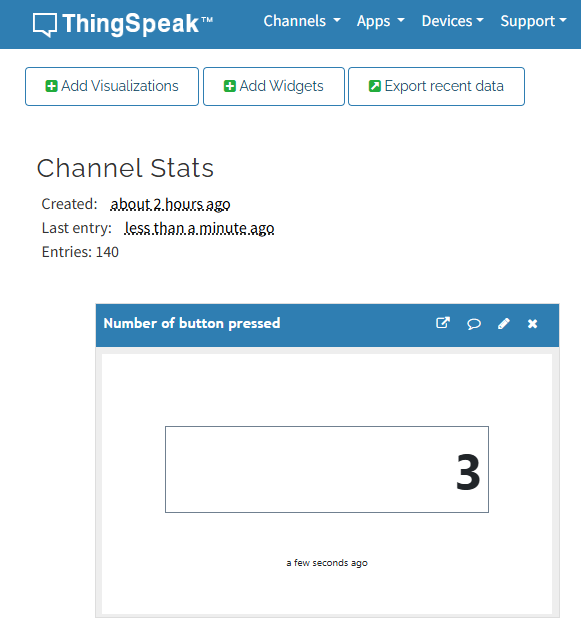 ThingSpeak™ Channels Apps Devices Support
Add Visualizations Add Widgets Export recent data
Channel Stats
Created: about 2 hours ago
Last entry: less than a minute ago
Entries: 140
Number of button pressed
3
a few seconds ago